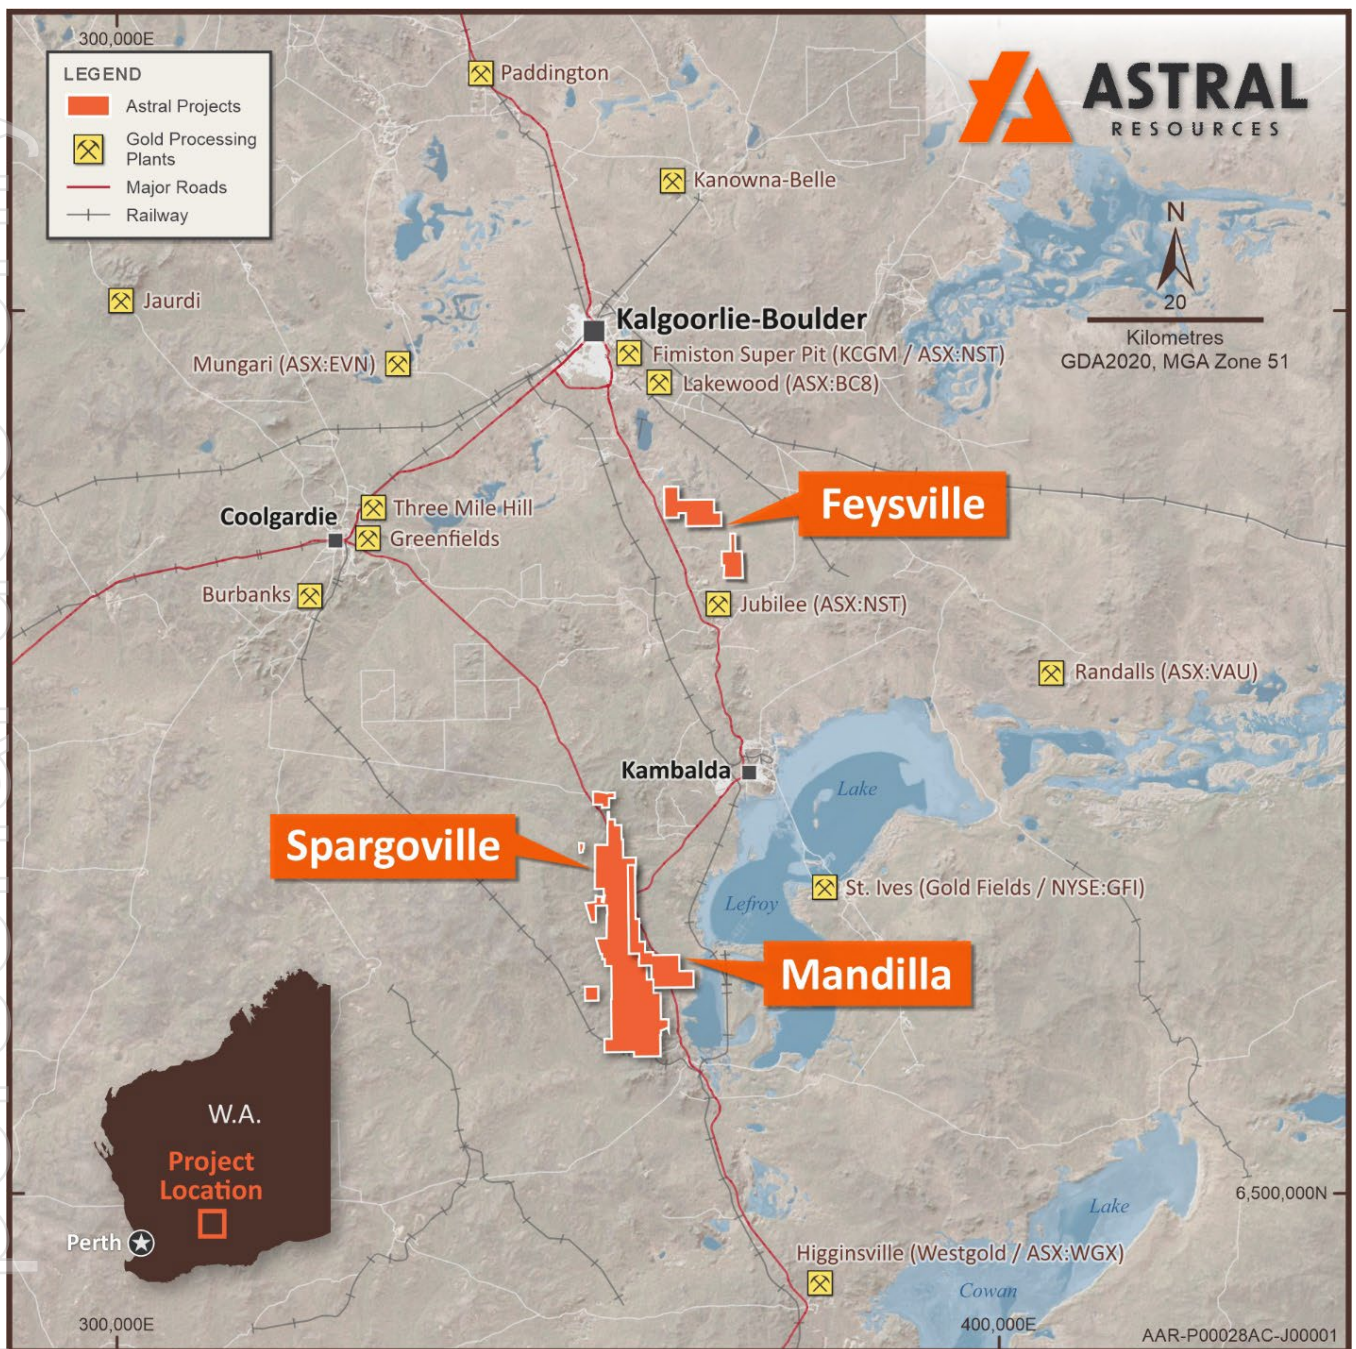 300,000E
LEGEND
Astral Projects
Gold Processing
Plants
Major Roads
Railway
ASTRAL
RESOURCES
Paddington
Kanowna-Belle
N
20
Kilometres
GDA2020, MGA Zone 51
Jaurdi
Kalgoorlie-Boulder
Mungari (ASX:EVN)
Fimiston Super Pit (KCGM / ASX:NST)
Lakewood (ASX:BC8)
Feysville
Coolgardie
Three Mile Hill
Greenfields
Burbanks
Jubilee (ASX:NST)
Randalls (ASX:VAU)
Kambalda
Lake
Spargoville
St. Ives (Gold Fields / NYSE:GFI)
Lefroy
Mandilla
W.A.
Project
Location
Perth
6,500,000N
Lake
Higginsville (Westgold / ASX:WGX)
Cowan
300,000E
400,000E
AAR-P00028AC-J00001